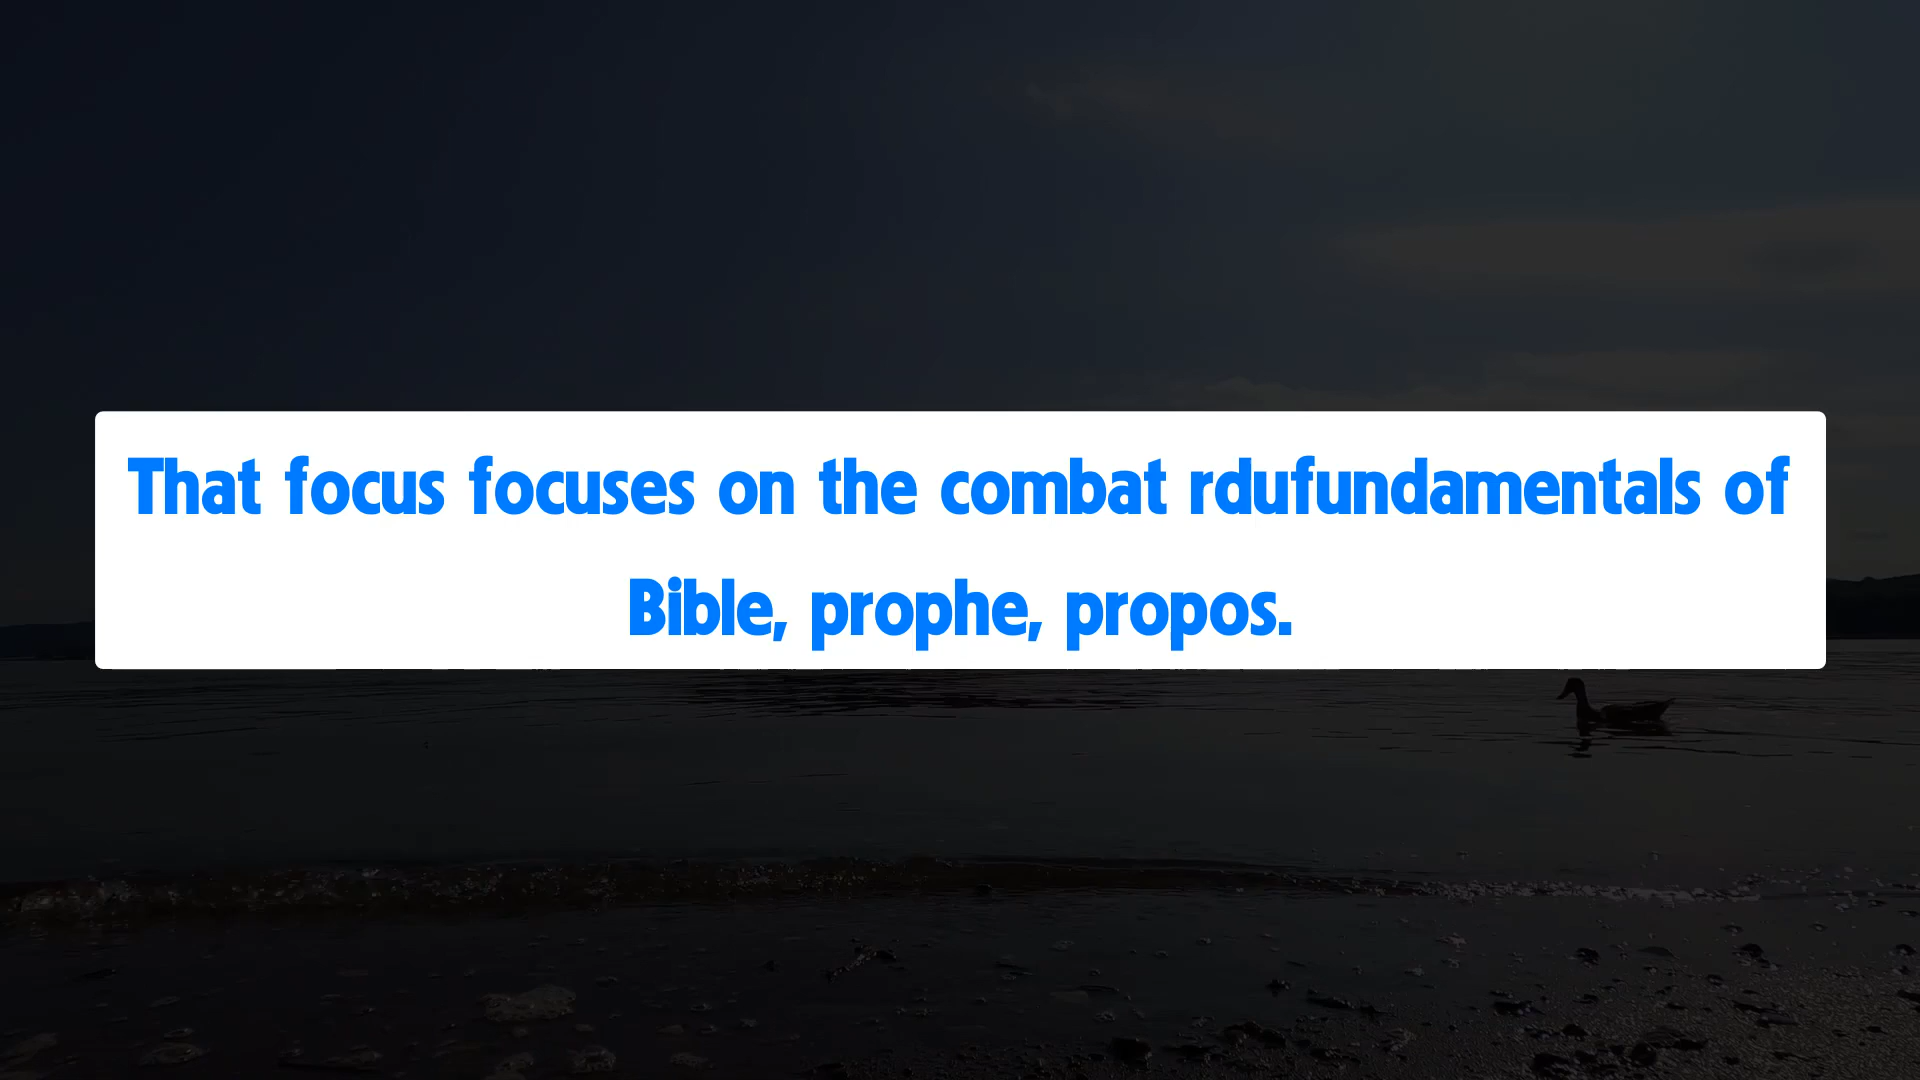 That focus focuses on the combat rdufundamentals of
Bible, prophe, propos.